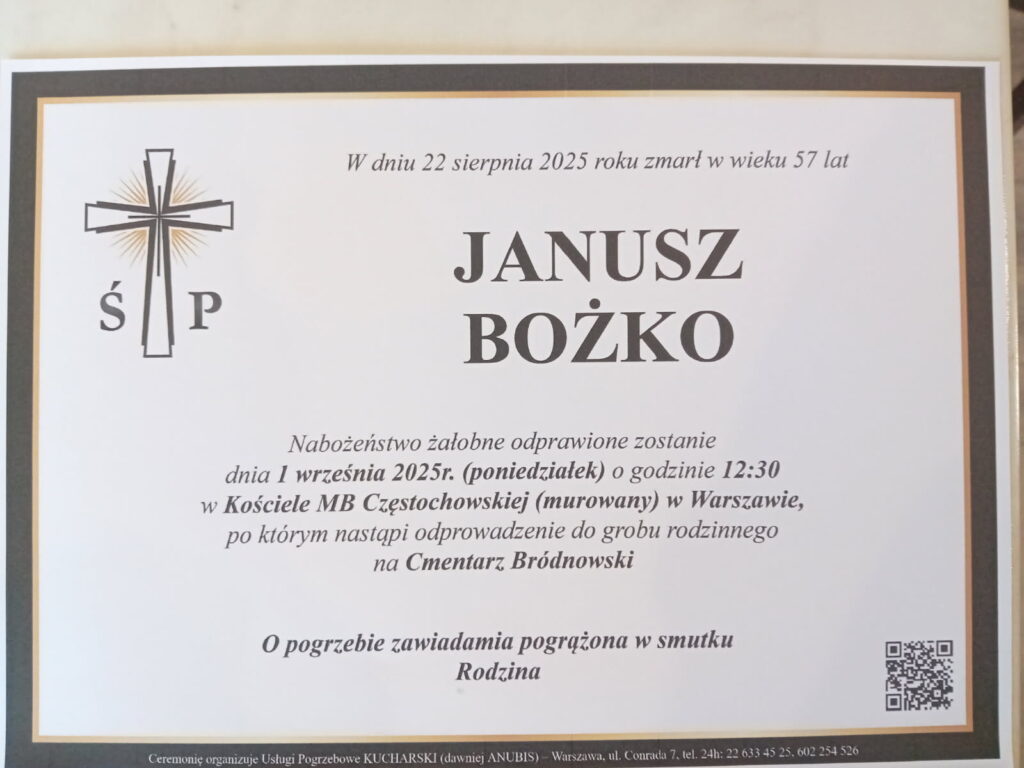 W dniu 22 sierpnia 2025 roku zmarł w wieku 57 lat
Ś P
JANUSZ
BOŻKO
Nabożeństwo żałobne odprawione zostanie
dnia 1 września 2025r. (poniedziałek) o godzinie 12:30
w Kościele MB Częstochowskiej (murowany) w Warszawie,
po którym nastąpi odprowadzenie do grobu rodzinnego
na Cmentarz Bródnowski
O pogrzebie zawiadamia pogrążona w smutku
Rodzina
Ceremonię organizuje Usługi Pogrzebowe KUCHARSKI (dawniej ANUBIS) – Warszawa, ul. Conrada 7, tel. 24h: 22 633 45 25, 602 254 526